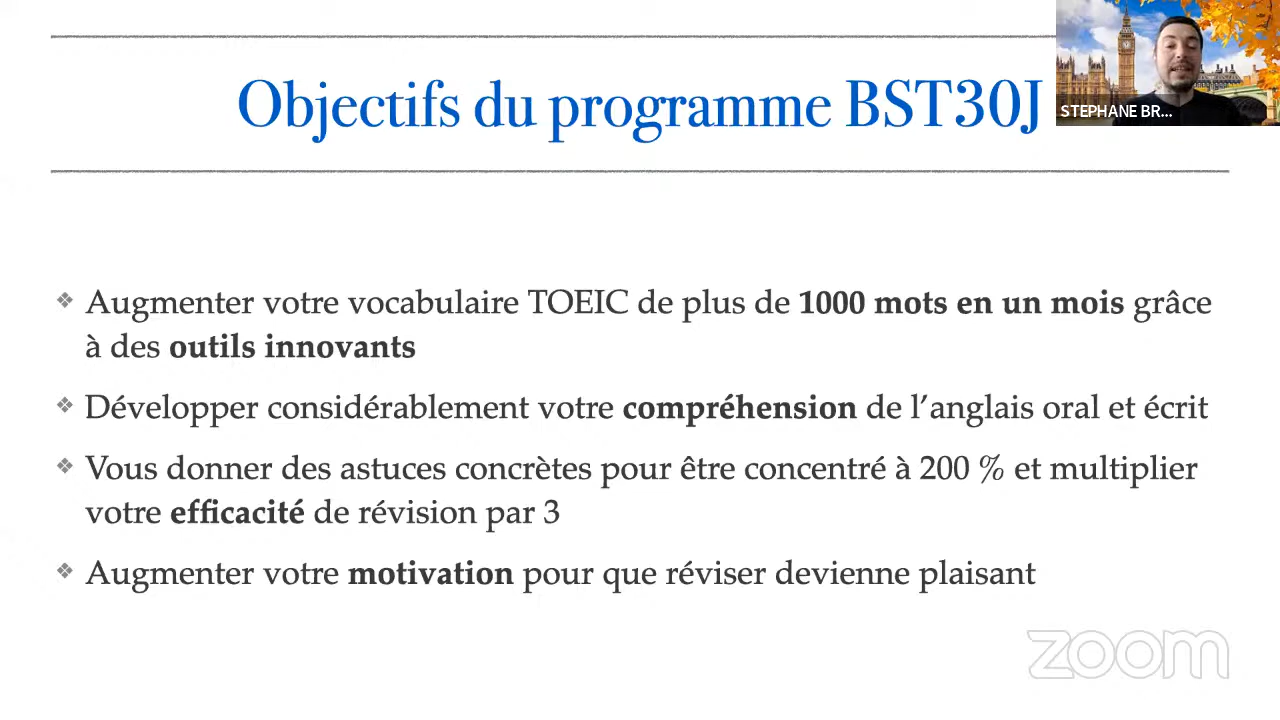 Objectifs du programme BST30J
STEPHANE BR...
❖ Augmenter votre vocabulaire TOEIC de plus de 1000 mots en un mois grâce
à des outils innovants
❖ Développer considérablement votre compréhension de l’anglais oral et écrit
❖ Vous donner des astuces concrètes pour être concentré à 200 % et multiplier
votre efficacité de révision par 3
❖ Augmenter votre motivation pour que réviser devienne plaisant
zoom